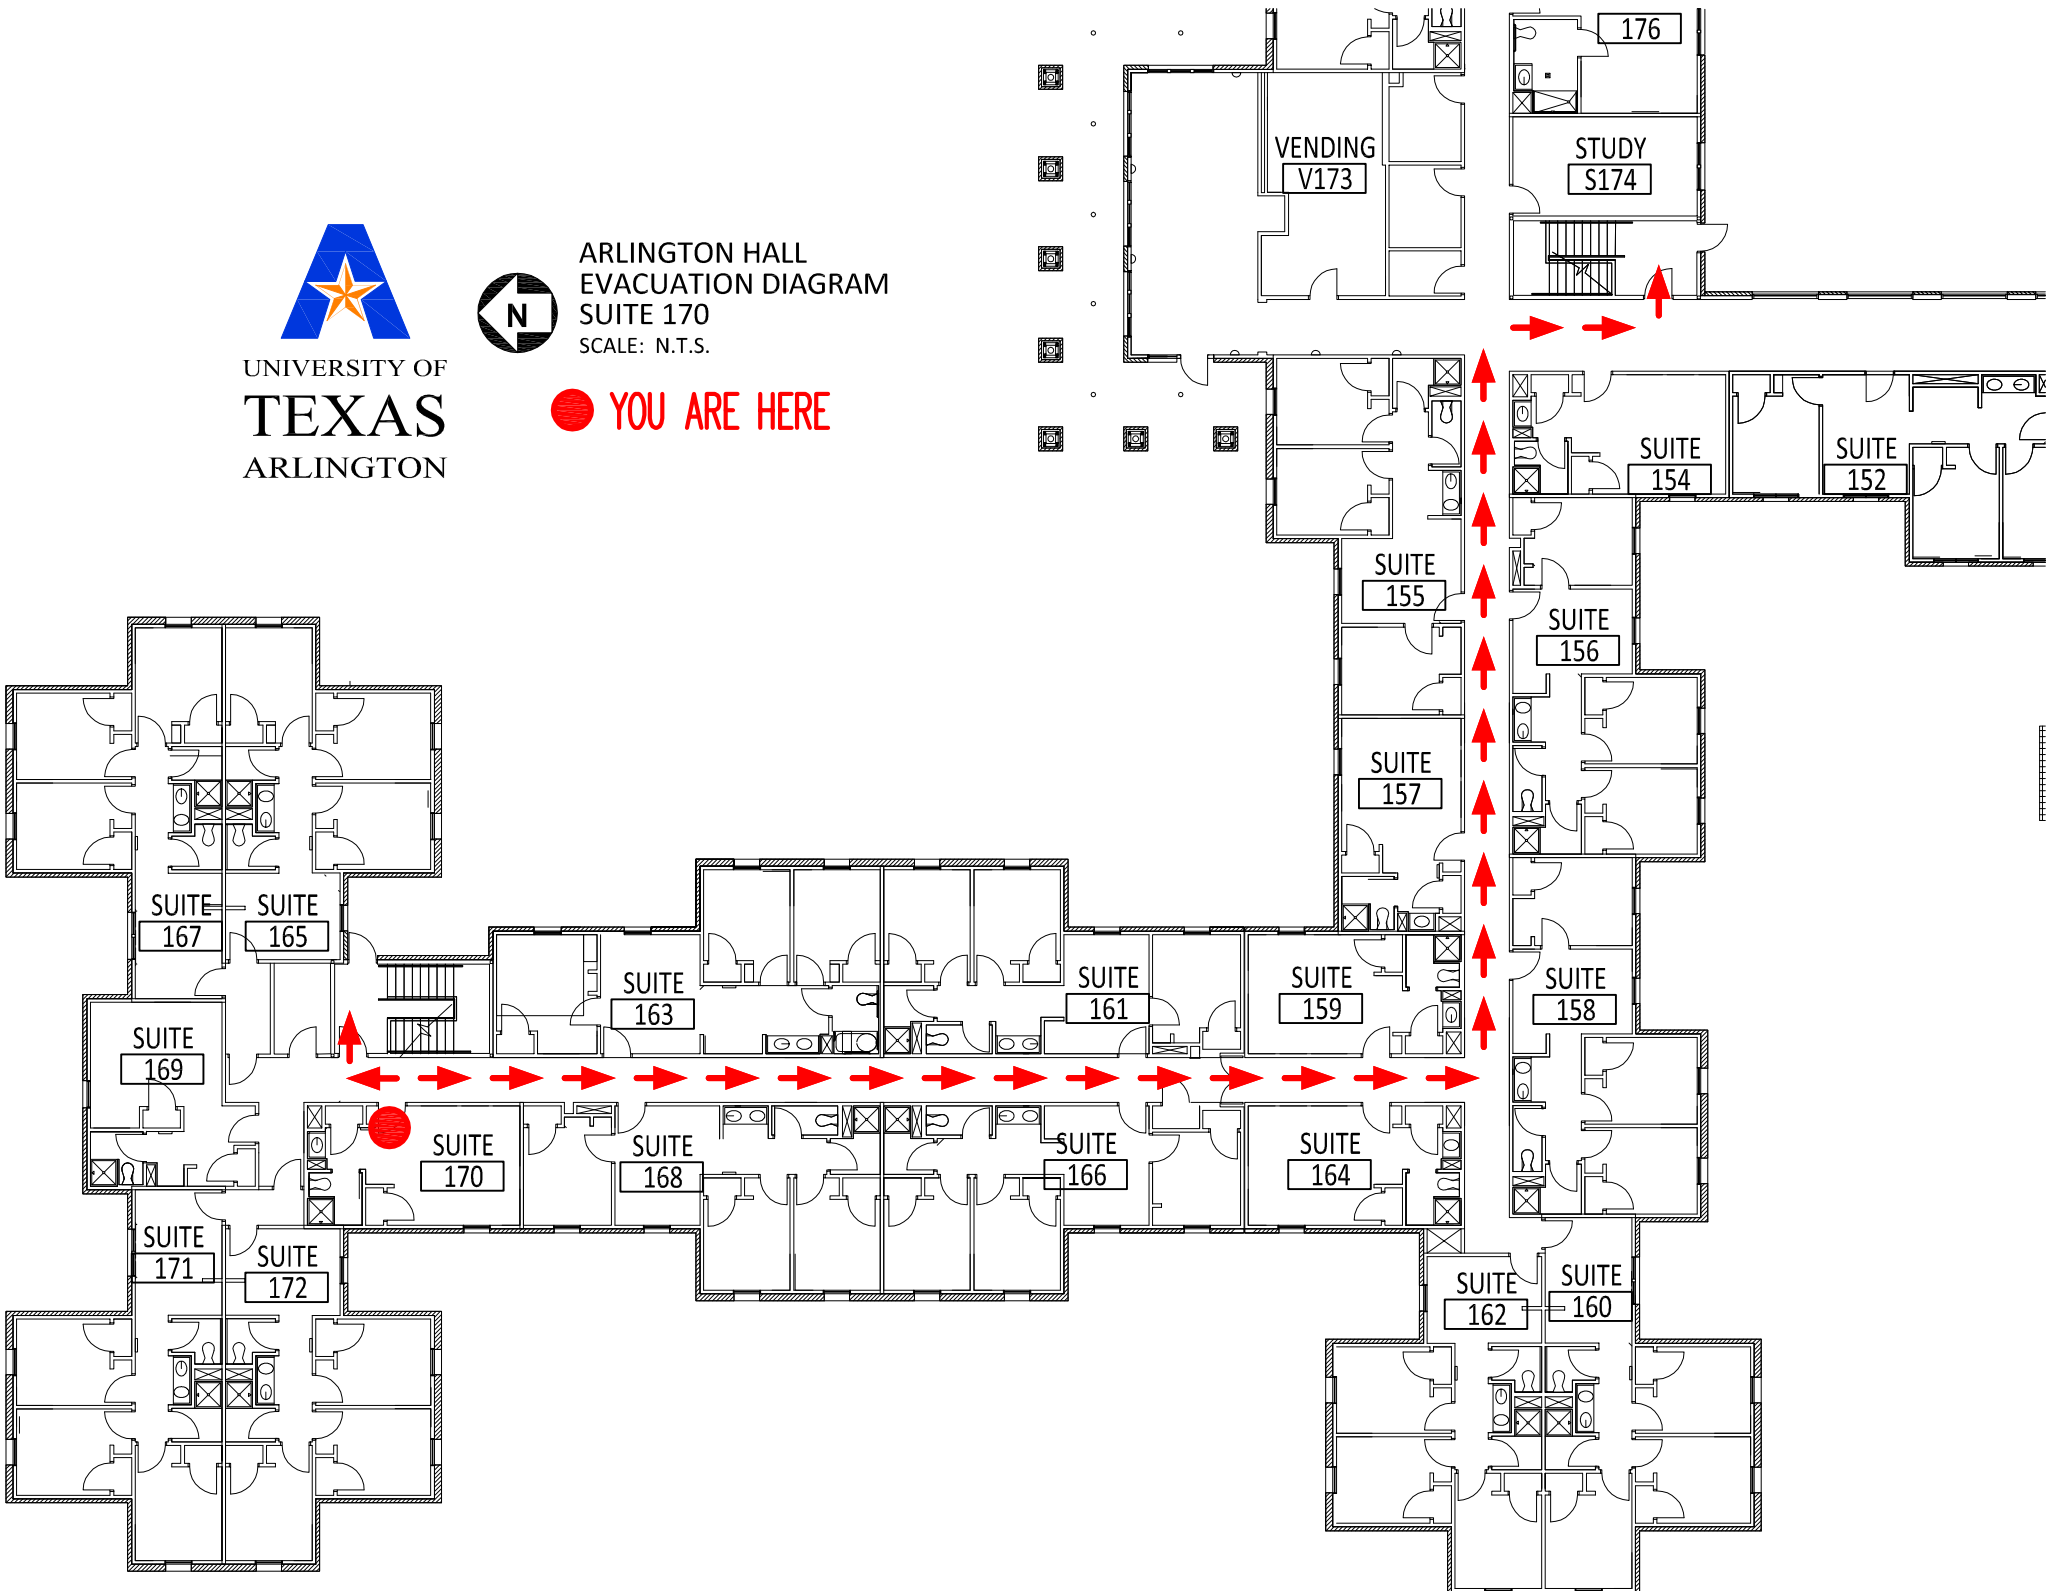 176
VENDING
V173
STUDY
S174
N
ARLINGTON HALL
EVACUATION DIAGRAM
SUITE 170
SCALE: N.T.S.
YOU ARE HERE
UNIVERSITY OF
TEXAS
ARLINGTON
SUITE
154
SUITE
152
SUITE
155
SUITE
156
SUITE
157
SUITE
167
SUITE
165
SUITE
163
SUITE
161
SUITE
159
SUITE
158
SUITE
169
SUITE
170
SUITE
168
SUITE
166
SUITE
164
SUITE
171
SUITE
172
SUITE
162
SUITE
160